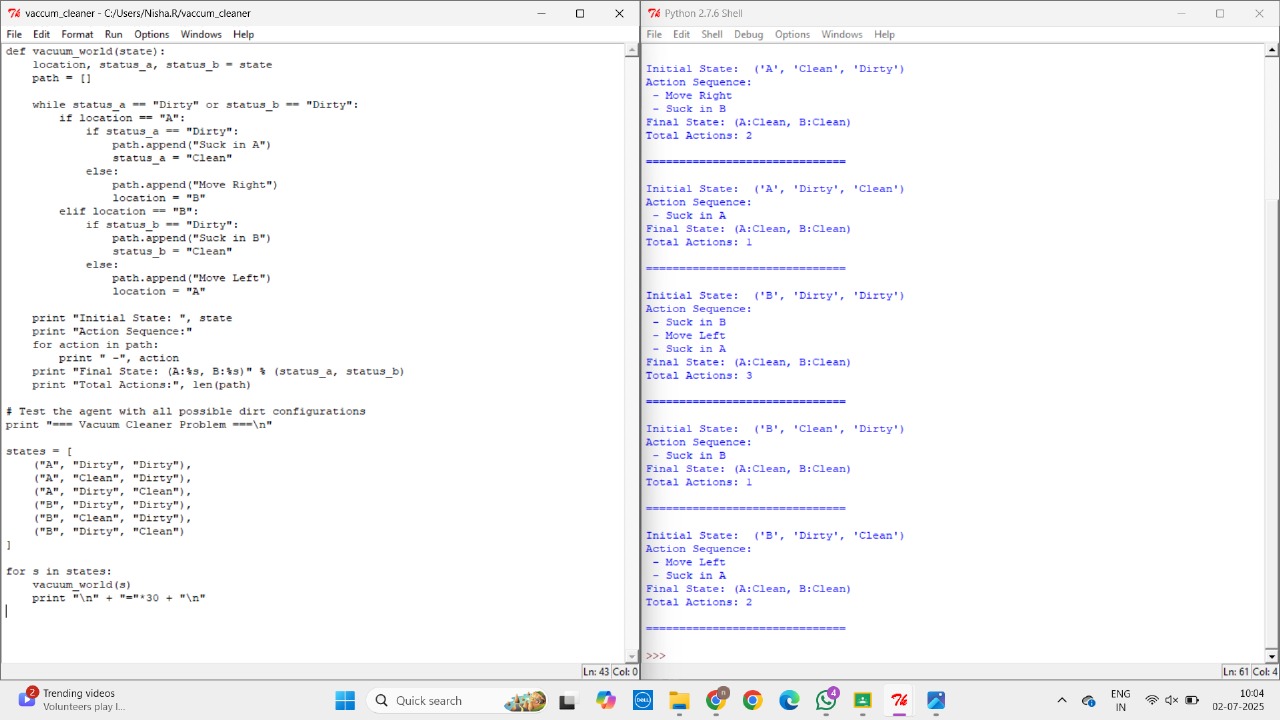 vaccum_cleaner - C:/Users/Nisha.R/vaccum_cleaner
File Edit Format Run Options Windows Help
def vacuum_world(state):
    location, status_a, status_b = state
    path = []

    while status_a == "Dirty" or status_b == "Dirty":
        if location == "A":
            if status_a == "Dirty":
                path.append("Suck in A")
                status_a = "Clean"
            else:
                path.append("Move Right")
                location = "B"
        elif location == "B":
            if status_b == "Dirty":
                path.append("Suck in B")
                status_b = "Clean"
            else:
                path.append("Move Left")
                location = "A"

    print "Initial State: ", state
    print "Action Sequence:"
    for action in path:
        print " -", action
    print "Final State: (A:%s, B:%s)" % (status_a, status_b)
    print "Total Actions:", len(path)

# Test the agent with all possible dirt configurations
print "=== Vacuum Cleaner Problem ===\n"

states = [
    ("A", "Dirty", "Dirty"),
    ("A", "Clean", "Dirty"),
    ("A", "Dirty", "Clean"),
    ("B", "Dirty", "Dirty"),
    ("B", "Clean", "Dirty"),
    ("B", "Dirty", "Clean")
]

for s in states:
    vacuum_world(s)
    print "\n" + "="*30 + "\n"
Ln: 43 Col: 0
Python 2.7.6 Shell
File Edit Shell Debug Options Windows Help
Initial State:  ('A', 'Clean', 'Dirty')
Action Sequence:
 - Move Right
 - Suck in B
Final State: (A:Clean, B:Clean)
Total Actions: 2

==============================

Initial State:  ('A', 'Dirty', 'Clean')
Action Sequence:
 - Suck in A
Final State: (A:Clean, B:Clean)
Total Actions: 1

==============================

Initial State:  ('B', 'Dirty', 'Dirty')
Action Sequence:
 - Suck in B
 - Move Left
 - Suck in A
Final State: (A:Clean, B:Clean)
Total Actions: 3

==============================

Initial State:  ('B', 'Clean', 'Dirty')
Action Sequence:
 - Suck in B
Final State: (A:Clean, B:Clean)
Total Actions: 1

==============================

Initial State:  ('B', 'Dirty', 'Clean')
Action Sequence:
 - Move Left
 - Suck in A
Final State: (A:Clean, B:Clean)
Total Actions: 2

==============================

>>>
Ln: 61 Col: 4
2
Trending videos
Punterei play L...
Quick search
DELL
4
ENG
IN
10:04
02-07-2025